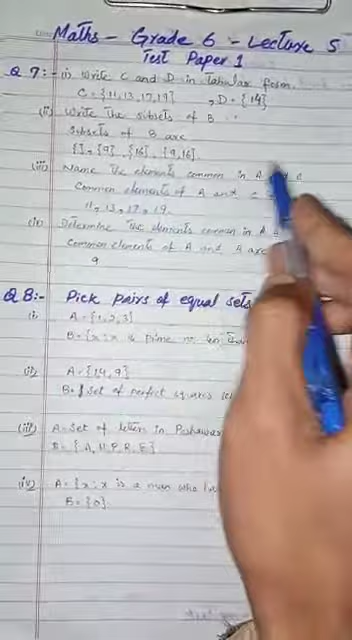 Maths - Grade 6 - Lecture 5
Test Paper 1
Q 7:- (i) Write C and D in tabular form.
C = {11,13,17,19} , D = {14}
(ii) Write the subsets of B
Subsets of B are
{ }, {9}, {16}, {9,16}
(iii) Name the elements common in A
Common elements of A and C
11, 13, 17, 19.
(iv) Determine the elements common in A
Common elements of A and B are
9
Q 8:- Pick pairs of equal sets
(i) A = {1, 2, 3}
B = {x : x is prime no.
(ii) A = {14, 9}
B = { Set of perfect squares
(iii) A = Set of letters in Peshawar
B = { A, H, P, R, E }
(iv) A = {x : x is a man who
B = {0}